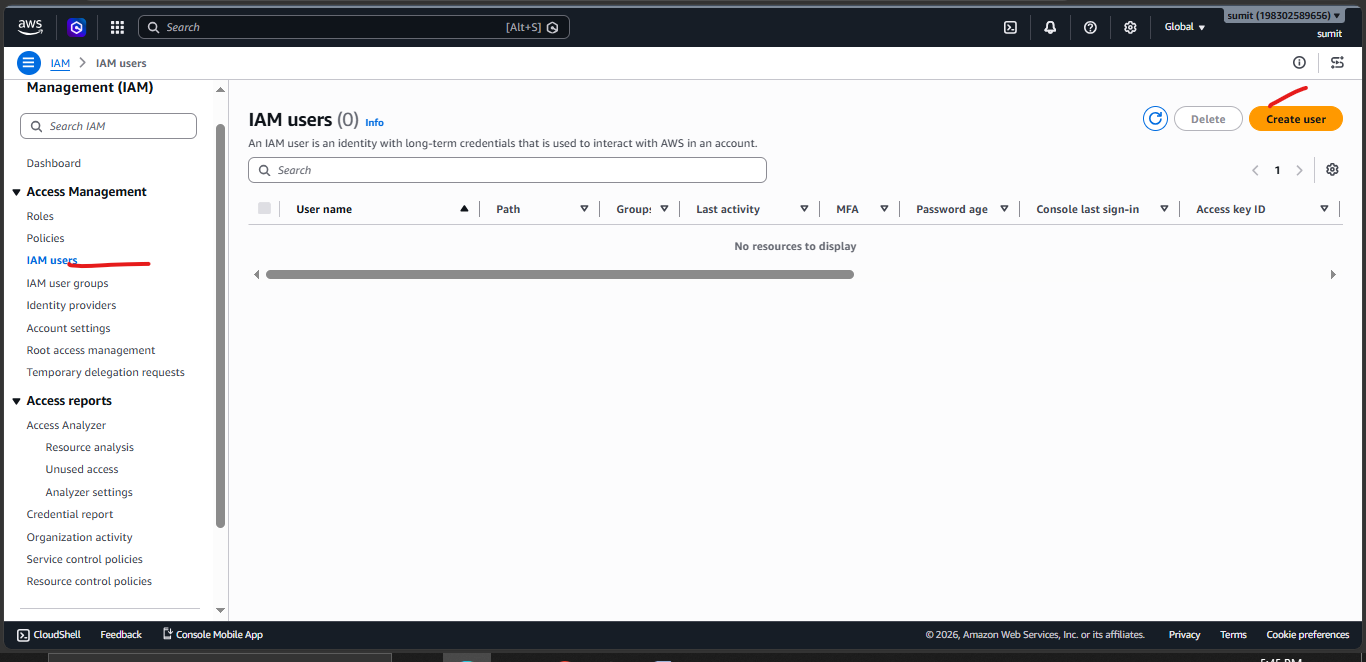 aws
Search [Alt+S]
Global
sumit (198302589656)
sumit
IAM IAM users
Management (IAM)
Search IAM
Dashboard
Access Management
Roles
Policies
IAM users
IAM user groups
Identity providers
Account settings
Root access management
Temporary delegation requests
Access reports
Access Analyzer
Resource analysis
Unused access
Analyzer settings
Credential report
Organization activity
Service control policies
Resource control policies
IAM users (0) Info
Delete Create user
An IAM user is an identity with long-term credentials that is used to interact with AWS in an account.
Search
1
User name Path Groups Last activity MFA Password age Console last sign-in Access key ID
No resources to display
CloudShell Feedback Console Mobile App © 2026, Amazon Web Services, Inc. or its affiliates. Privacy Terms Cookie preferences